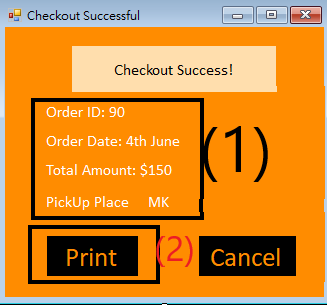 Checkout Successful
Checkout Success!
Order ID: 90
Order Date: 4th June
Total Amount: $150
PickUp Place MK
(1)
Print (2) Cancel